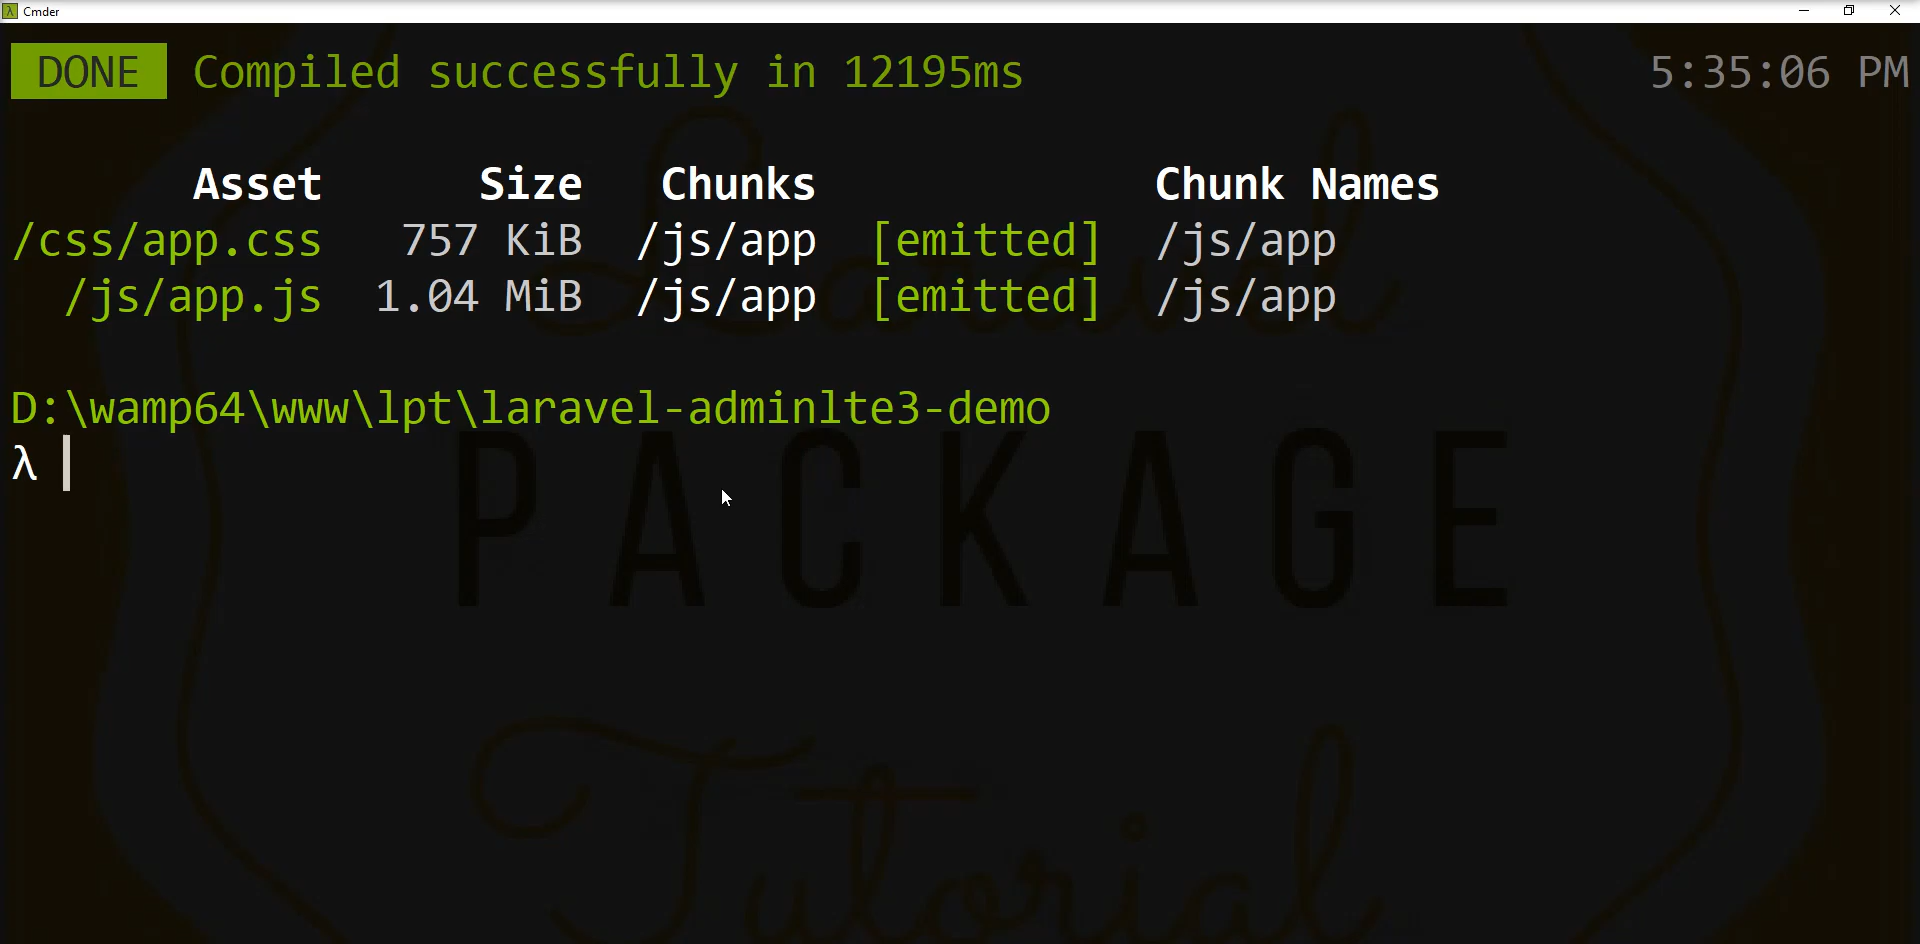 Cmder
DONE Compiled successfully in 12195ms 5:35:06 PM
Asset Size Chunks Chunk Names
/css/app.css 757 KiB /js/app [emitted] /js/app
/js/app.js 1.04 MiB /js/app [emitted] /js/app
D:\wamp64\www\lpt\laravel-adminlte3-demo
λ
Laravel
PACKAGE
Tutorial